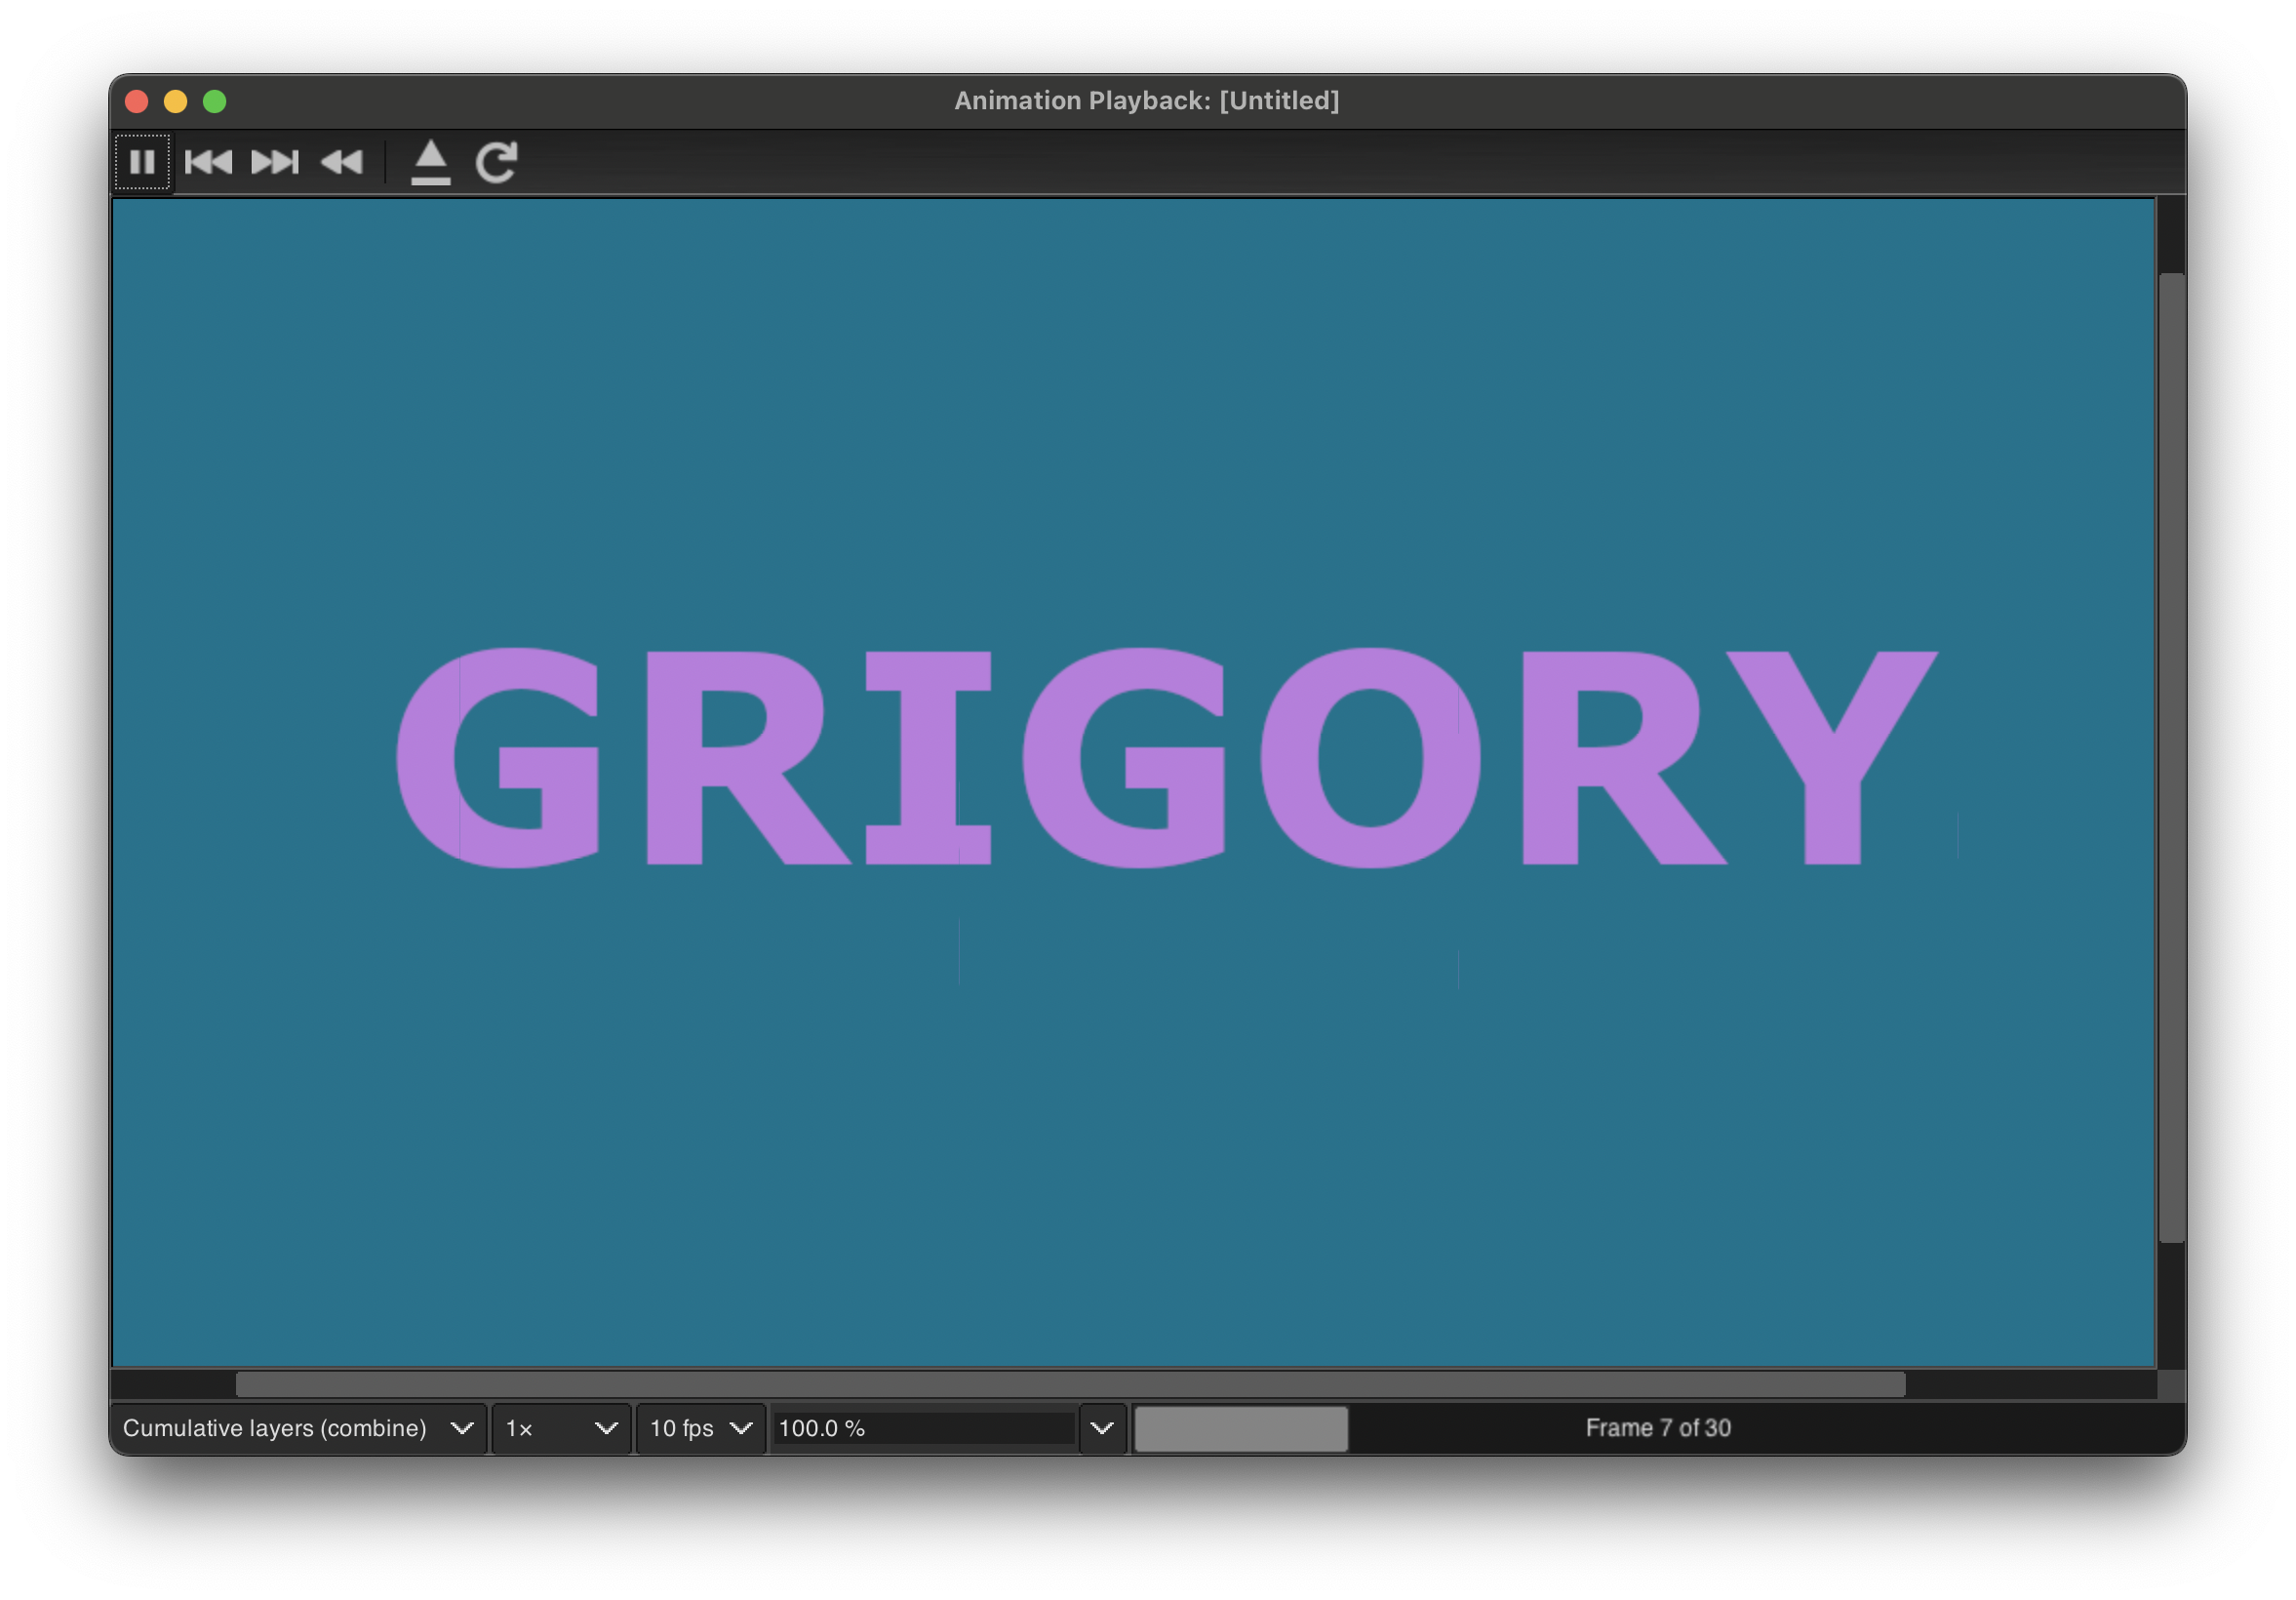 Animation Playback: [Untitled]
GRIGORY
Cumulative layers (combine) 1× 10 fps 100.0 % Frame 7 of 30